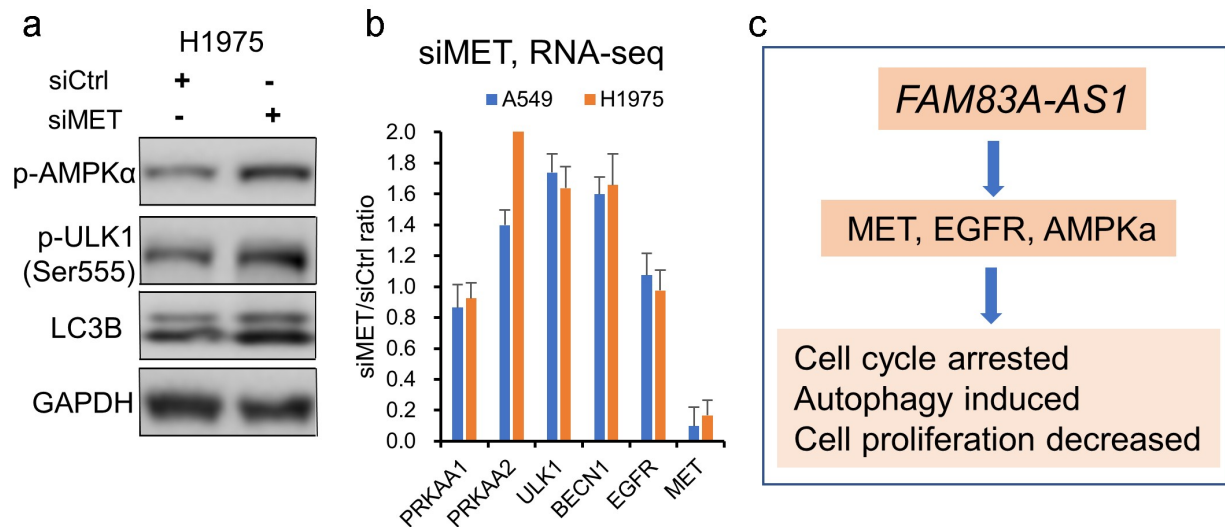 a
H1975
siCtrl + -
siMET - +
p-AMPKα
p-ULK1
(Ser555)
LC3B
GAPDH
b
siMET, RNA-seq
A549 H1975
siMET/siCtrl ratio
2.0
1.8
1.6
1.4
1.2
1.0
0.8
0.6
0.4
0.2
0.0
PRKAA1
PRKAA2
ULK1
BECN1
EGFR
MET
c
FAM83A-AS1
MET, EGFR, AMPKa
Cell cycle arrested
Autophagy induced
Cell proliferation decreased